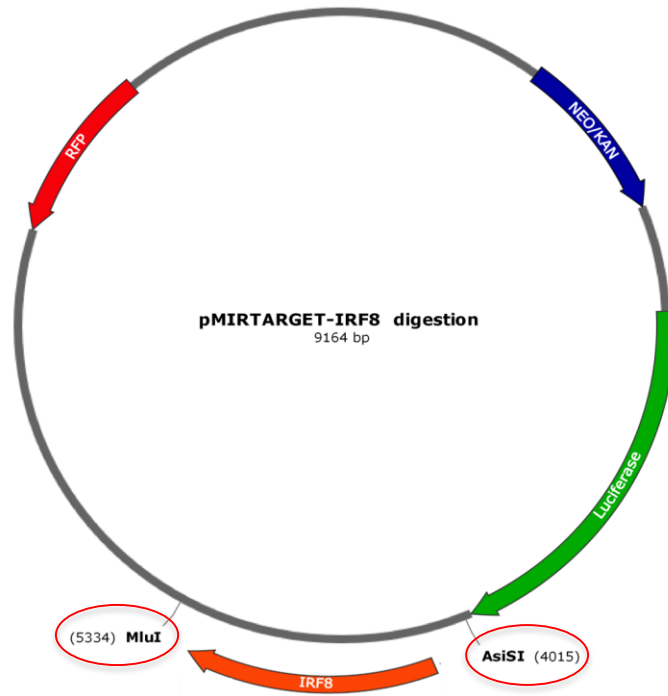 NEO/KAN
RFP
pMIRTARGET-IRF8 digestion
9164 bp
Luciferase
(5334) MluI
AsiSI (4015)
IRF8